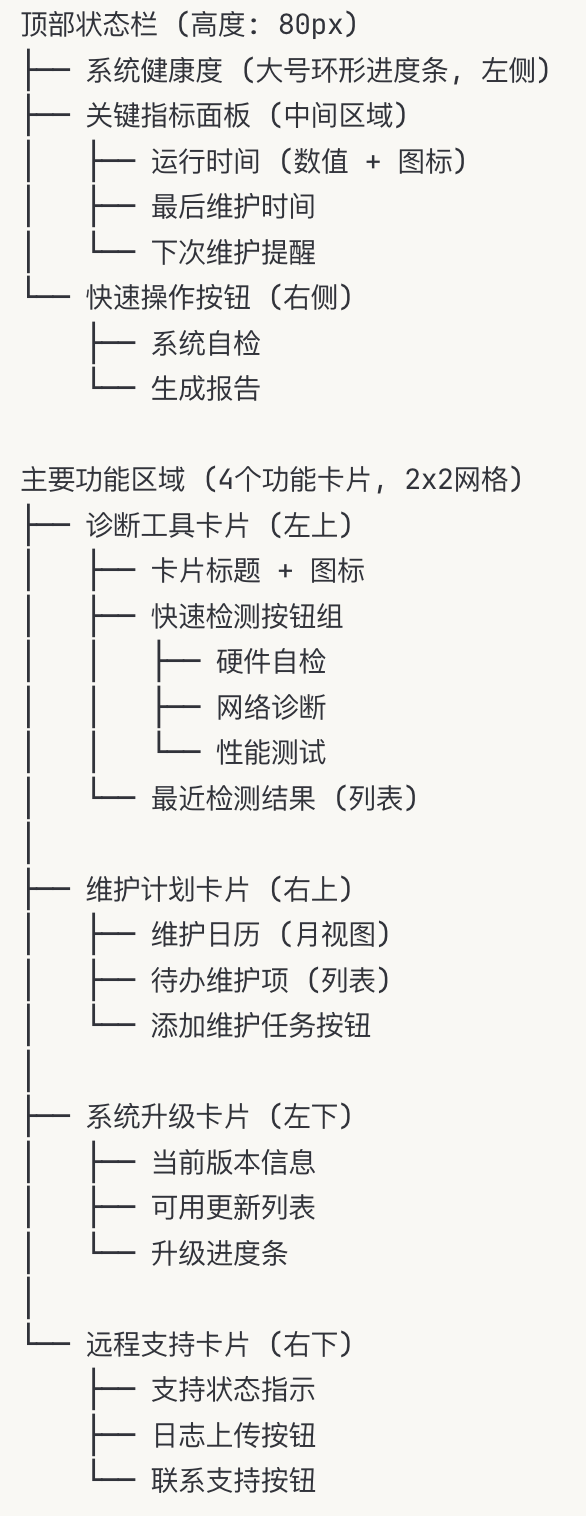 顶部状态栏 (高度: 80px)
├── 系统健康度 (大号环形进度条, 左侧)
├── 关键指标面板 (中间区域)
│   ├── 运行时间 (数值 + 图标)
│   ├── 最后维护时间
│   └── 下次维护提醒
└── 快速操作按钮 (右侧)
    ├── 系统自检
    └── 生成报告

主要功能区域 (4个功能卡片, 2x2网格)
├── 诊断工具卡片 (左上)
│   ├── 卡片标题 + 图标
│   ├── 快速检测按钮组
│   │   ├── 硬件自检
│   │   ├── 网络诊断
│   │   └── 性能测试
│   └── 最近检测结果 (列表)
│
├── 维护计划卡片 (右上)
│   ├── 维护日历 (月视图)
│   ├── 待办维护项 (列表)
│   └── 添加维护任务按钮
│
├── 系统升级卡片 (左下)
│   ├── 当前版本信息
│   ├── 可用更新列表
│   └── 升级进度条
│
└── 远程支持卡片 (右下)
    ├── 支持状态指示
    ├── 日志上传按钮
    └── 联系支持按钮